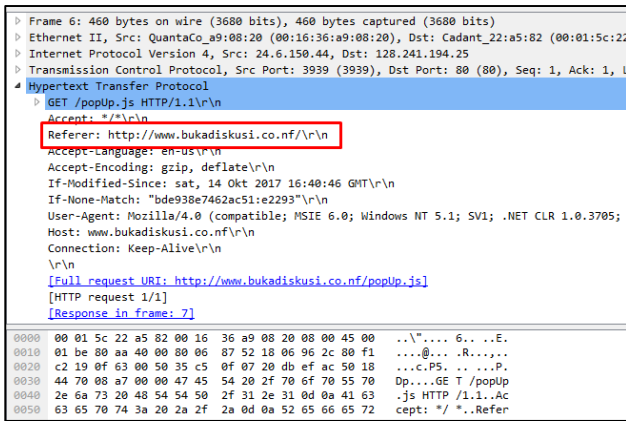 Frame 6: 460 bytes on wire (3680 bits), 460 bytes captured (3680 bits)
Ethernet II, Src: QuantaCo_a9:08:20 (00:16:36:a9:08:20), Dst: Cadant_22:a5:82 (00:01:5c:22
Internet Protocol Version 4, Src: 24.6.150.44, Dst: 128.241.194.25
Transmission Control Protocol, Src Port: 3939 (3939), Dst Port: 80 (80), Seq: 1, Ack: 1, L
Hypertext Transfer Protocol
GET /popUp.js HTTP/1.1\r\n
Accept: */*\r\n
Referer: http://www.bukadiskusi.co.nf/\r\n
Accept-Language: en-us\r\n
Accept-Encoding: gzip, deflate\r\n
If-Modified-Since: sat, 14 Okt 2017 16:40:46 GMT\r\n
If-None-Match: "bde938e7462ac51:e2293"\r\n
User-Agent: Mozilla/4.0 (compatible; MSIE 6.0; Windows NT 5.1; SV1; .NET CLR 1.0.3705;
Host: www.bukadiskusi.co.nf\r\n
Connection: Keep-Alive\r\n
\r\n
[Full request URI: http://www.bukadiskusi.co.nf/popUp.js]
[HTTP request 1/1]
[Response in frame: 7]
0000 00 01 5c 22 a5 82 00 16 36 a9 08 20 08 00 45 00 ..\".... 6.. ..E.
0010 01 be 80 aa 40 00 80 06 87 52 18 06 96 2c 80 f1 ....@... .R...,..
0020 c2 19 0f 63 00 50 35 c5 0f 07 20 db ef ac 50 18 ...c.P5. .. ...P.
0030 44 70 08 a7 00 00 47 45 54 20 2f 70 6f 70 55 70 Dp....GE T /popUp
0040 2e 6a 73 20 48 54 54 50 2f 31 2e 31 0d 0a 41 63 .js HTTP /1.1..Ac
0050 63 65 70 74 3a 20 2a 2f 2a 0d 0a 52 65 66 65 72 cept: */ *..Refer